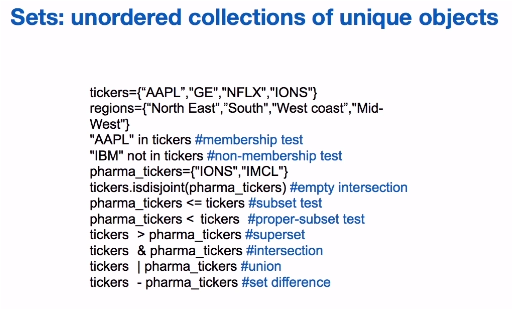 Sets: unordered collections of unique objects
tickers={"AAPL","GE","NFLX","IONS"}
regions={"North East","South","West coast","Mid-
West"}
"AAPL" in tickers #membership test
"IBM" not in tickers #non-membership test
pharma_tickers={"IONS","IMCL"}
tickers.isdisjoint(pharma_tickers) #empty intersection
pharma_tickers <= tickers #subset test
pharma_tickers < tickers #proper-subset test
tickers > pharma_tickers #superset
tickers & pharma_tickers #intersection
tickers | pharma_tickers #union
tickers - pharma_tickers #set difference